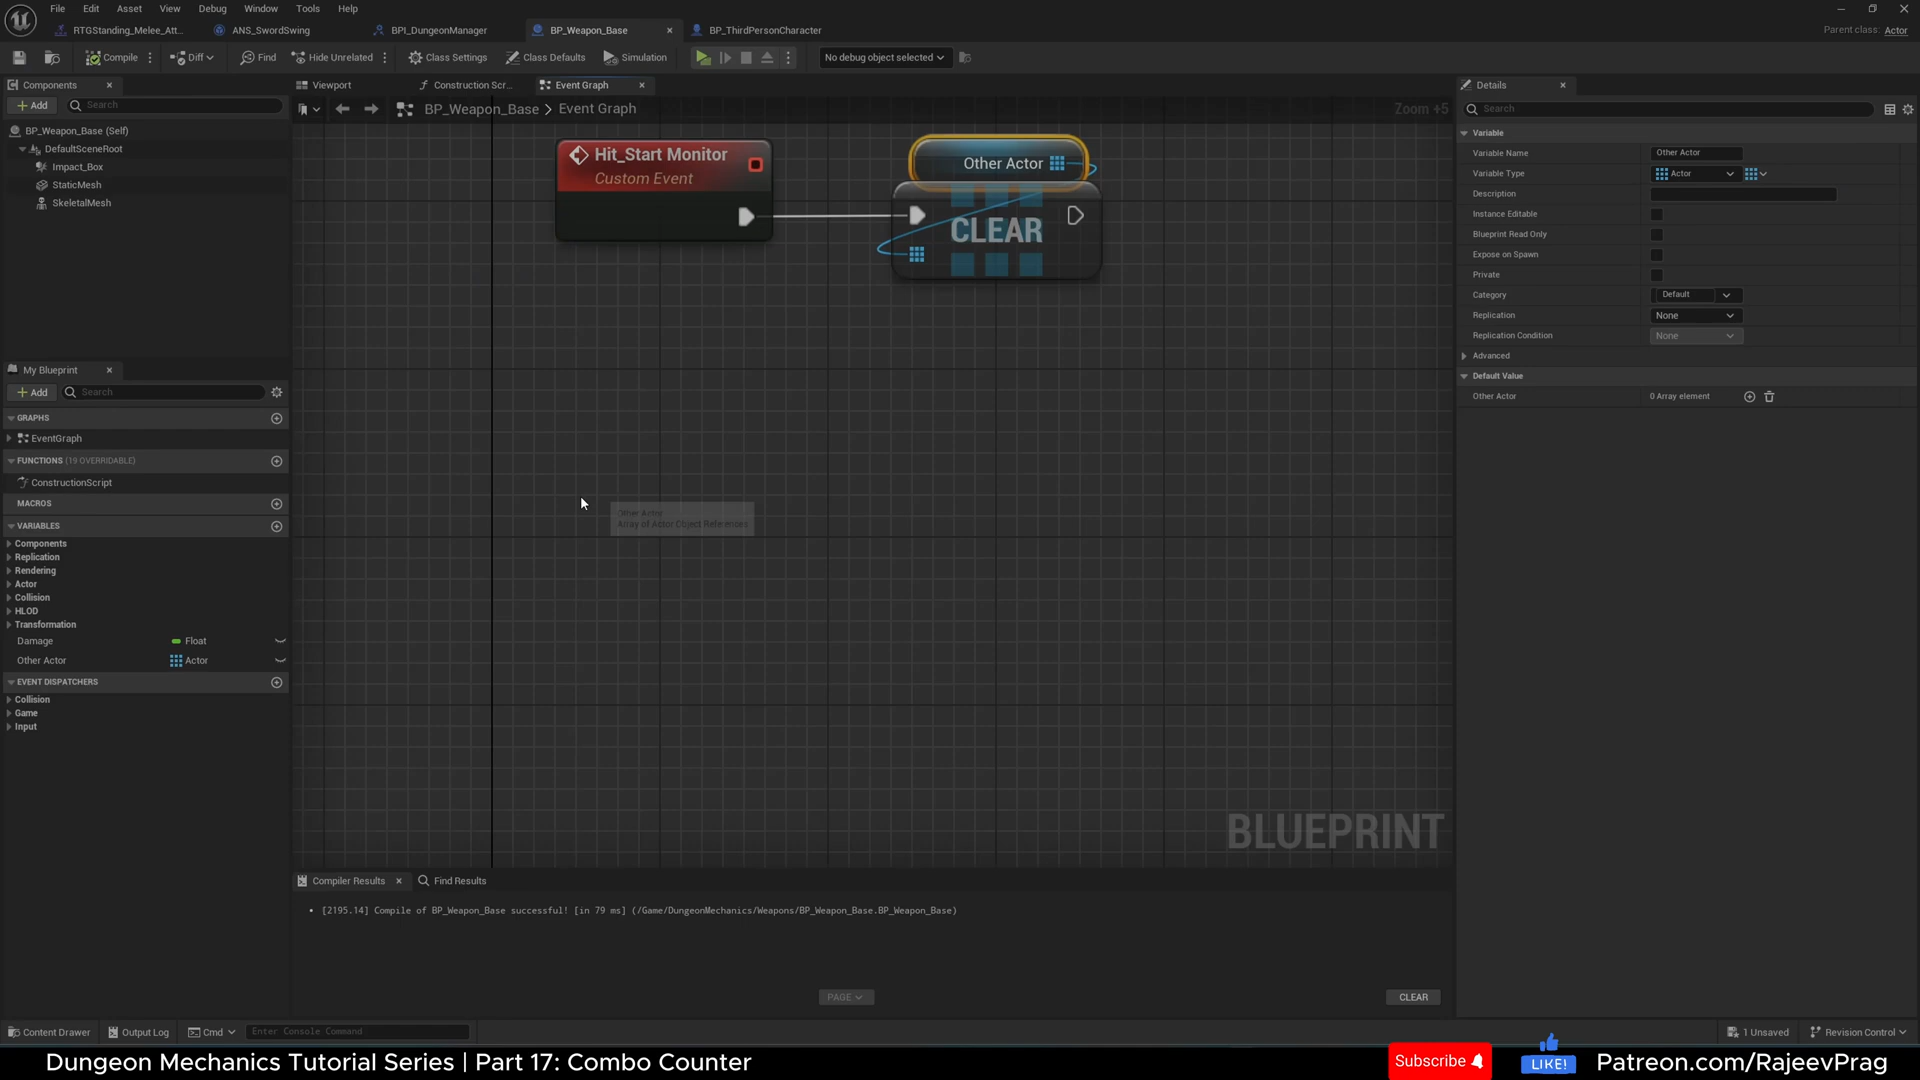 File Edit Asset View Debug Window Tools Help
RTGStanding_Melee_Att... ANS_SwordSwing BPI_DungeonManager BP_Weapon_Base BP_ThirdPersonCharacter Parent class: Actor
Compile Diff Find Hide Unrelated Class Settings Class Defaults Simulation No debug object selected
Components
Add Search
BP_Weapon_Base (Self)
DefaultSceneRoot
Impact_Box
StaticMesh
SkeletalMesh
My Blueprint
Add Search
GRAPHS
EventGraph
FUNCTIONS (19 OVERRIDABLE)
ConstructionScript
MACROS
VARIABLES
Components
Replication
Rendering
Actor
Collision
HLOD
Transformation
Damage Float
Other Actor Actor
EVENT DISPATCHERS
Collision
Game
Input
Viewport Construction Scr... Event Graph
BP_Weapon_Base > Event Graph Zoom +5
Hit_Start Monitor
Custom Event
Other Actor
CLEAR
Other Actor
Array of Actor Object References
BLUEPRINT
Compiler Results Find Results
[2195.14] Compile of BP_Weapon_Base successful! [in 79 ms] (/Game/DungeonMechanics/Weapons/BP_Weapon_Base.BP_Weapon_Base)
PAGE CLEAR
Details
Search
Variable
Variable Name Other Actor
Variable Type Actor
Description
Instance Editable
Blueprint Read Only
Expose on Spawn
Private
Category Default
Replication None
Replication Condition None
Advanced
Default Value
Other Actor 0 Array element
Content Drawer Output Log Cmd Enter Console Command 1 Unsaved Revision Control
Dungeon Mechanics Tutorial Series | Part 17: Combo Counter Subscribe LIKE! Patreon.com/RajeevPrag